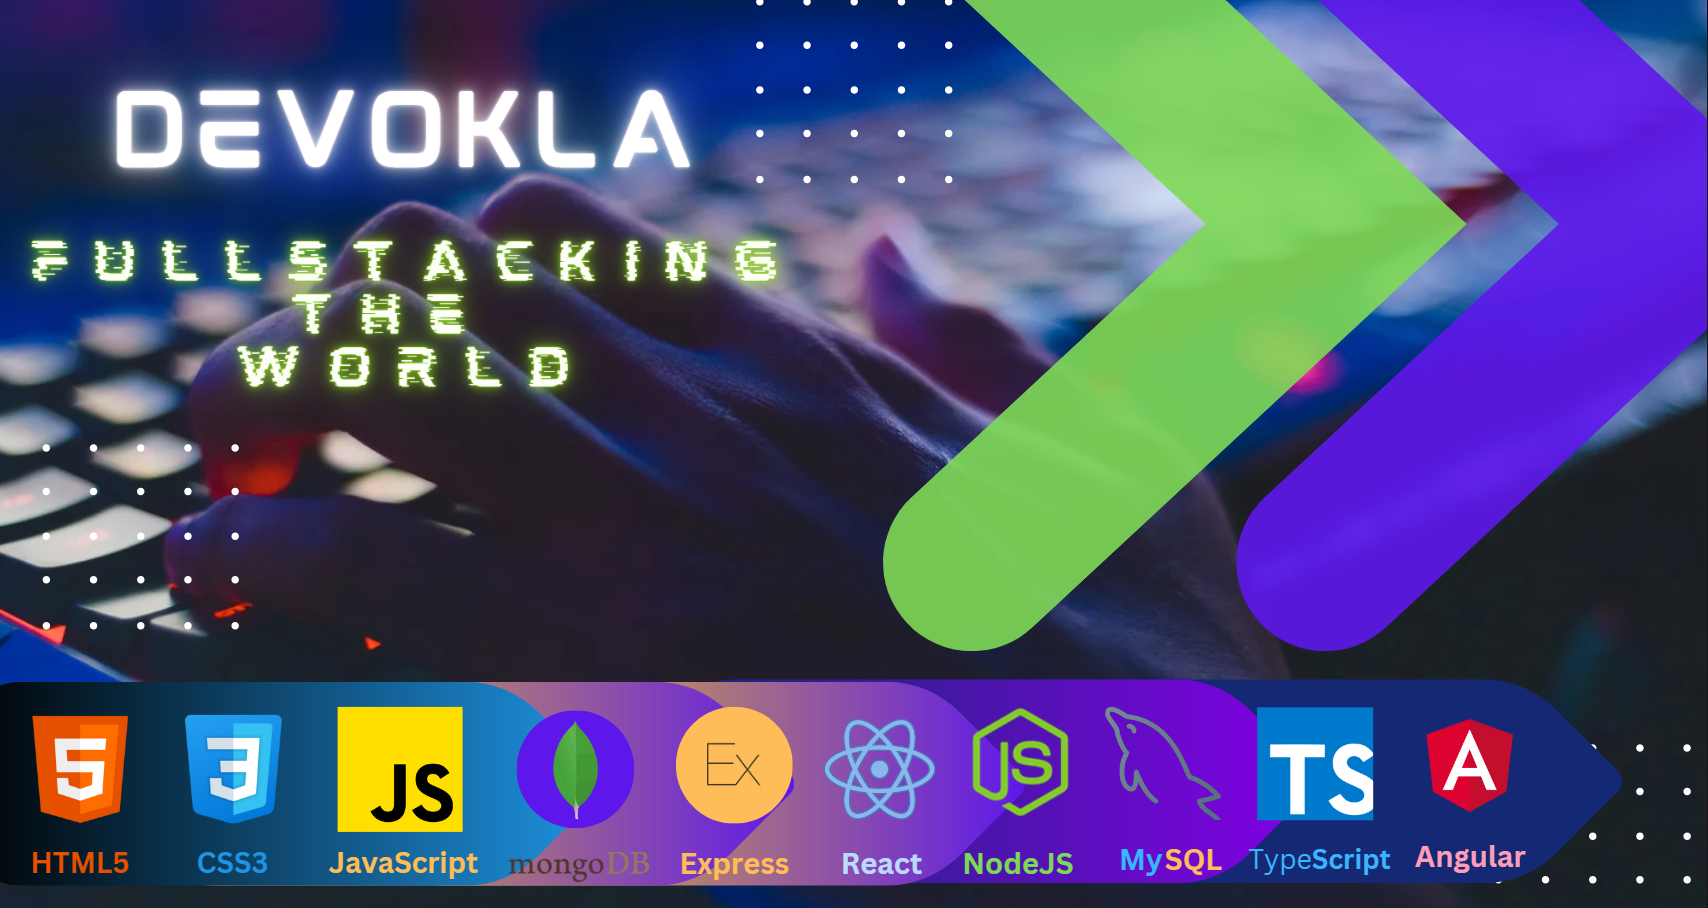 DEVOKLA
FULLSTACKING
THE
WORLD
5 3 JS Ex JS TS A
HTML5 CSS3 JavaScript mongoDB Express React NodeJS MySQL TypeScript Angular